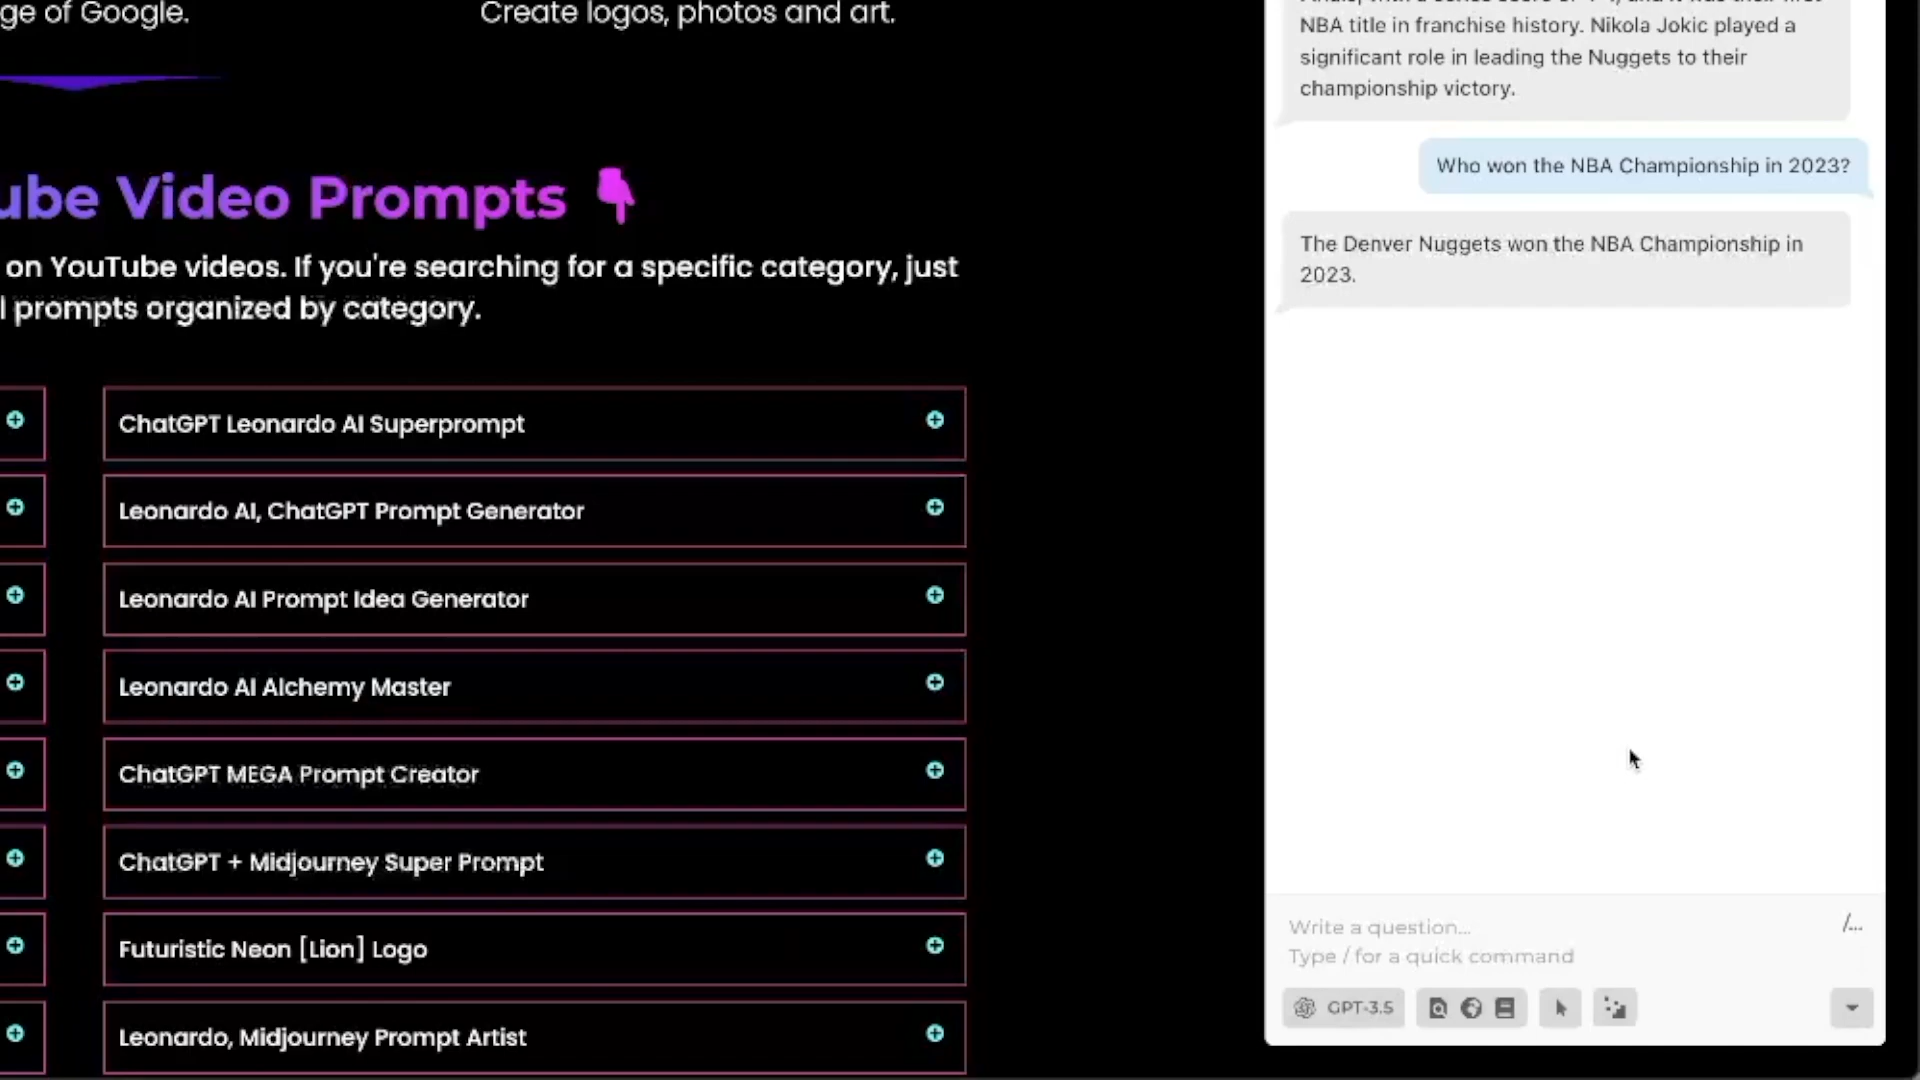 ge of Google.
Create logos, photos and art.
ube Video Prompts
on YouTube videos. If you're searching for a specific category, just
l prompts organized by category.
ChatGPT Leonardo AI Superprompt
Leonardo AI, ChatGPT Prompt Generator
Leonardo AI Prompt Idea Generator
Leonardo AI Alchemy Master
ChatGPT MEGA Prompt Creator
ChatGPT + Midjourney Super Prompt
Futuristic Neon [Lion] Logo
Leonardo, Midjourney Prompt Artist
NBA title in franchise history. Nikola Jokic played a
significant role in leading the Nuggets to their
championship victory.
Who won the NBA Championship in 2023?
The Denver Nuggets won the NBA Championship in
2023.
Write a question...
/...
Type / for a quick command
GPT-3.5